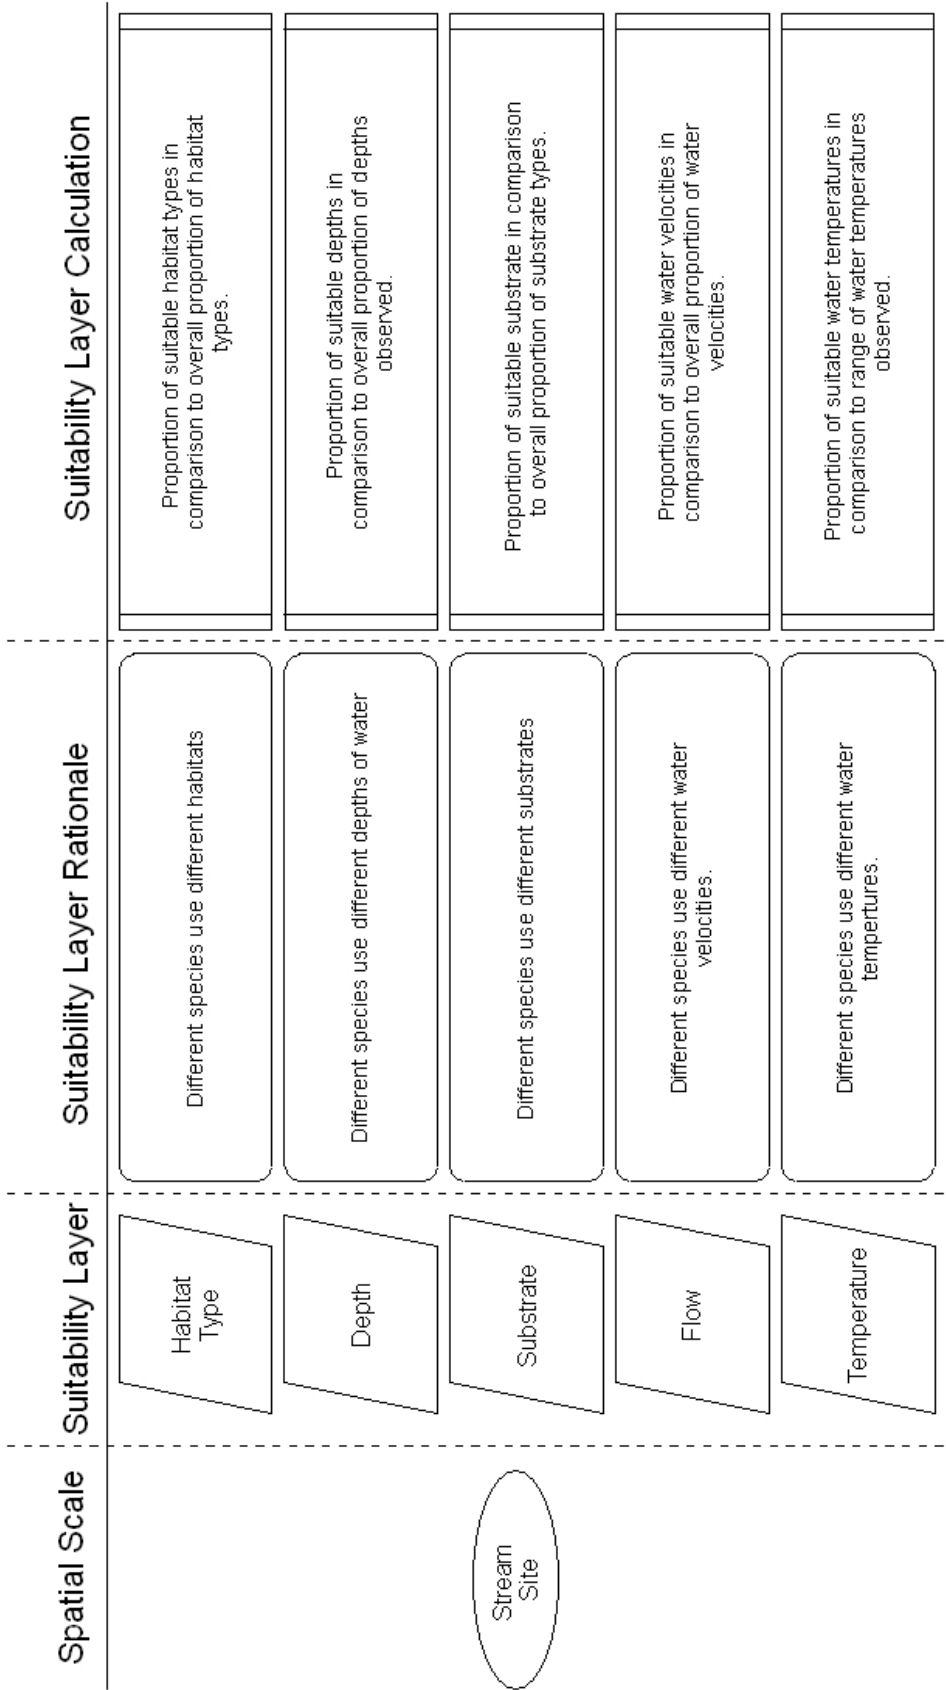 Spatial Scale
Suitability Layer
Suitability Layer Rationale
Suitability Layer Calculation
Stream
Site
Habitat
Type
Different species use different habitats
Proportion of suitable habitat types in
comparison to overall proportion of habitat
types.
Depth
Different species use different depths of water
Proportion of suitable depths in
comparison to overall proportion of depths
observed.
Substrate
Different species use different substrates
Proportion of suitable substrate in comparison
to overall proportion of substrate types.
Flow
Different species use different water
velocities.
Proportion of suitable water velocities in
comparison to overall proportion of water
velocities.
Temperature
Different species use different water
tempertures.
Proportion of suitable water temperatures in
comparison to range of water temperatures
observed.